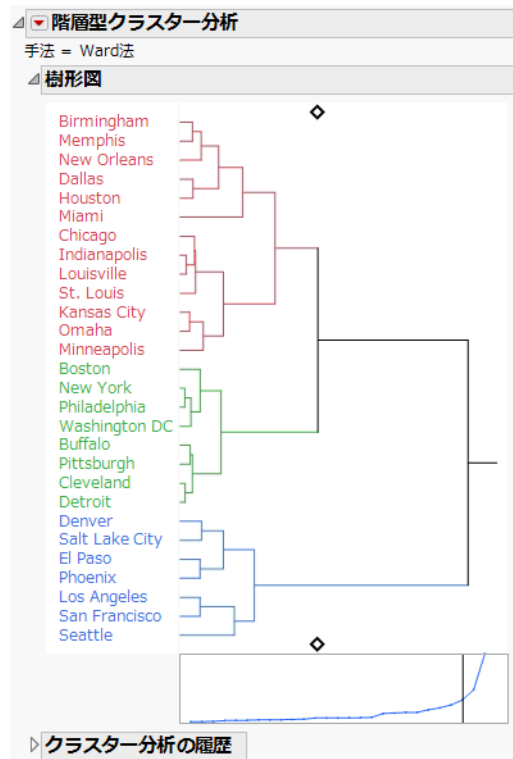 階層型クラスター分析
手法 = Ward法
樹形図
Birmingham
Memphis
New Orleans
Dallas
Houston
Miami
Chicago
Indianapolis
Louisville
St. Louis
Kansas City
Omaha
Minneapolis
Boston
New York
Philadelphia
Washington DC
Buffalo
Pittsburgh
Cleveland
Detroit
Denver
Salt Lake City
El Paso
Phoenix
Los Angeles
San Francisco
Seattle
クラスター分析の履歴